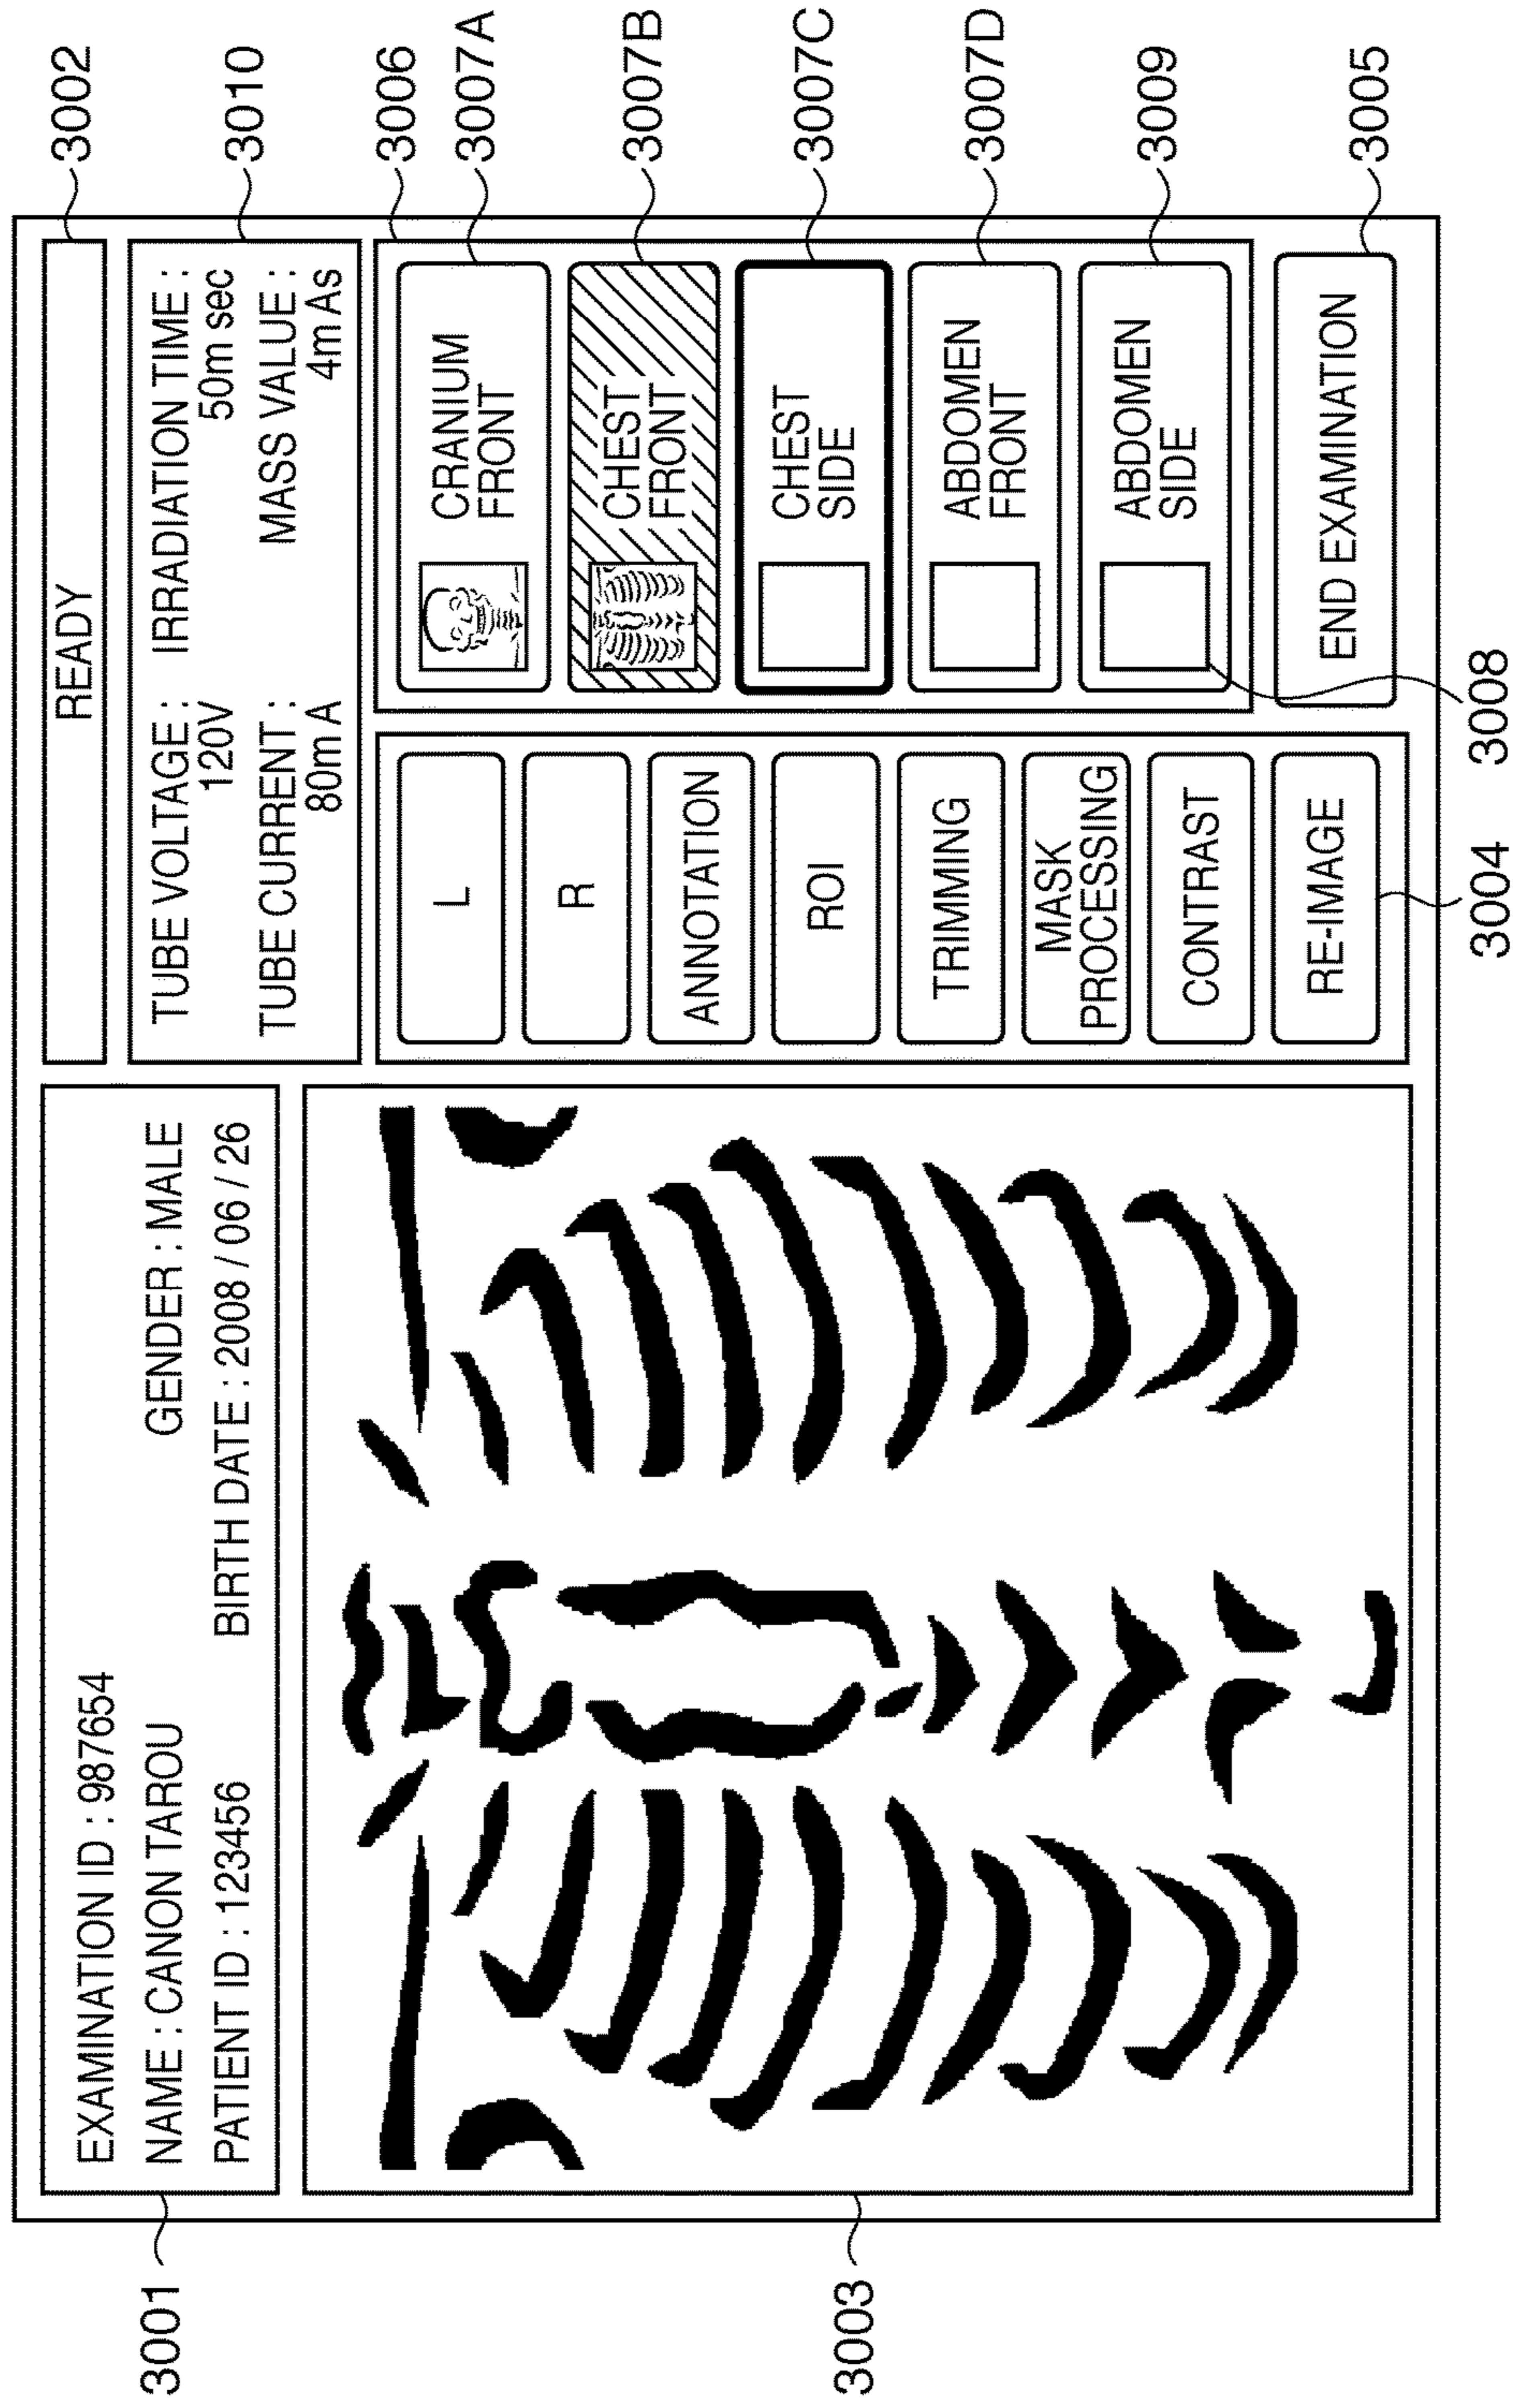 3001
EXAMINATION ID : 987654
NAME : CANON TAROU
GENDER : MALE
PATIENT ID : 123456
BIRTH DATE : 2008 / 06 / 26
READY
3002
TUBE VOLTAGE :
120V
IRRADIATION TIME :
50m sec
TUBE CURRENT :
80m A
MASS VALUE :
4m As
3010
3003
L
R
ANNOTATION
ROI
TRIMMING
MASK
PROCESSING
CONTRAST
RE-IMAGE
3004
3006
CRANIUM
FRONT
3007A
CHEST
FRONT
3007B
CHEST
SIDE
3007C
ABDOMEN
FRONT
3007D
ABDOMEN
SIDE
3009
3008
END EXAMINATION
3005